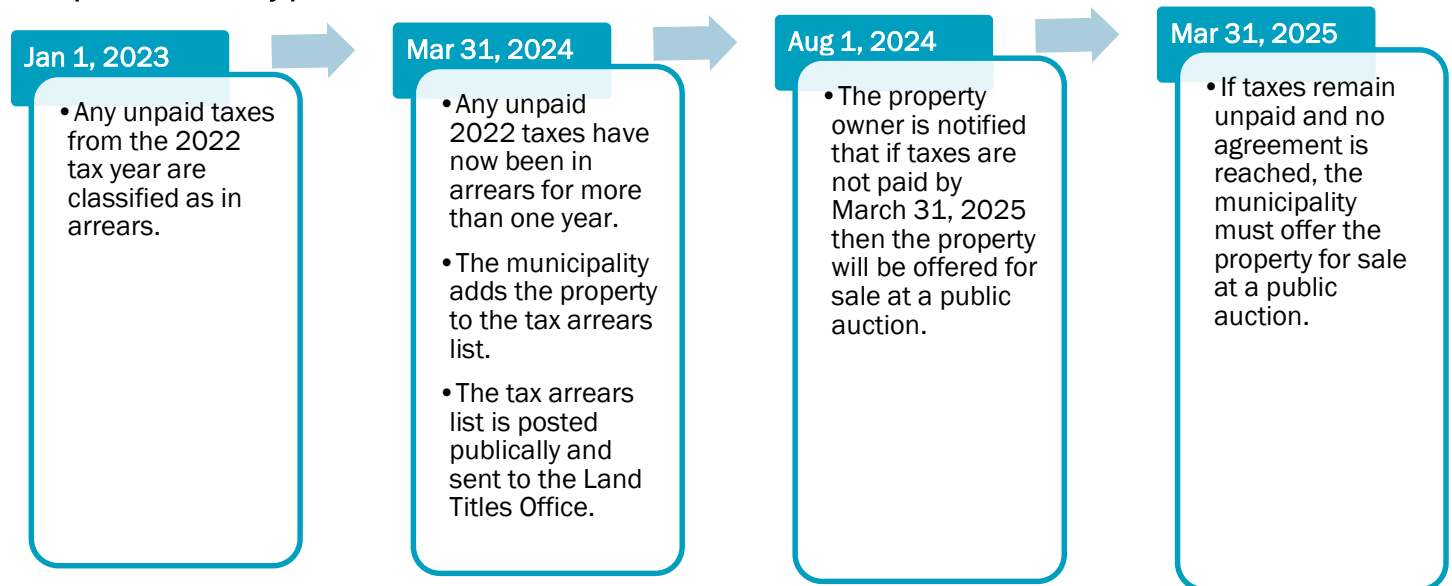 Jan 1, 2023
•Any unpaid taxes
from the 2022
tax year are
classified as in
arrears.
Mar 31, 2024
•Any unpaid
2022 taxes have
now been in
arrears for more
than one year.
•The municipality
adds the property
to the tax arrears
list.
•The tax arrears
list is posted
publically and
sent to the Land
Titles Office.
Aug 1, 2024
•The property
owner is notified
that if taxes are
not paid by
March 31, 2025
then the property
will be offered for
sale at a public
auction.
Mar 31, 2025
•If taxes remain
unpaid and no
agreement is
reached, the
municipality
must offer the
property for sale
at a public
auction.